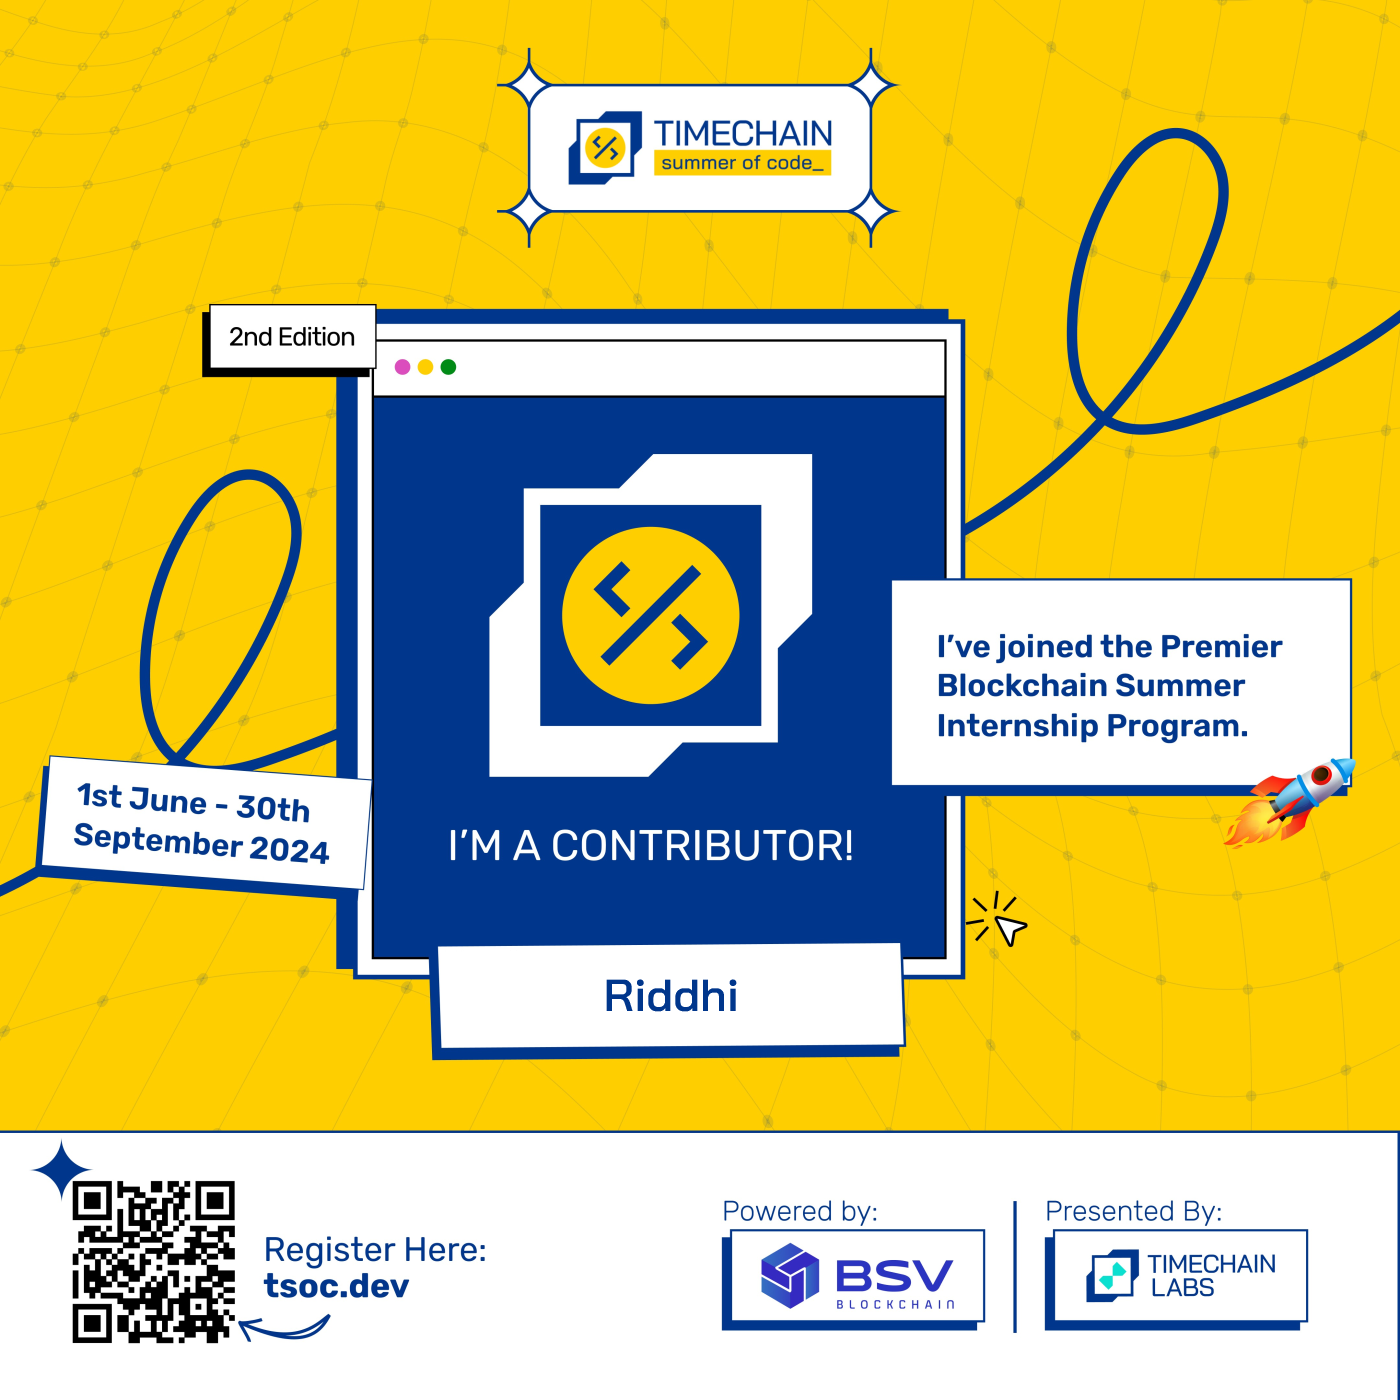 TIMECHAIN
summer of code_
2nd Edition
I'VE joined the Premier
Blockchain Summer
Internship Program.
1st June - 30th
September 2024
I'M A CONTRIBUTOR!
Riddhi
Register Here:
tsoc.dev
Powered by:
BSV
BLOCKCHAIN
Presented By:
TIMECHAIN
LABS